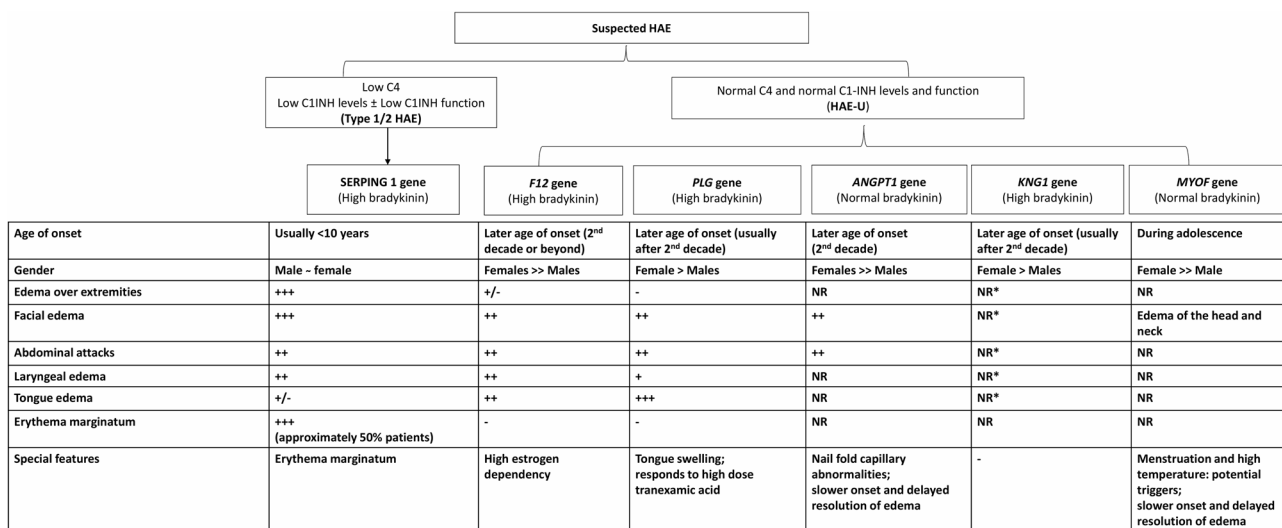 Suspected HAE
Low C4
Low C1INH levels ± Low C1INH function
(Type 1/2 HAE)
Normal C4 and normal C1-INH levels and function
(HAE-U)
SERPING 1 gene
(High bradykinin)
F12 gene
(High bradykinin)
PLG gene
(High bradykinin)
ANGPT1 gene
(Normal bradykinin)
KNG1 gene
(High bradykinin)
MYOF gene
(Normal bradykinin)
Age of onset
Usually <10 years
Later age of onset (2nd
decade or beyond)
Later age of onset (usually
after 2nd decade)
Later age of onset
(2nd decade)
Later age of onset (usually
after 2nd decade)
During adolescence
Gender
Male ~ female
Females >> Males
Female > Males
Females >> Males
Female > Males
Female >> Male
Edema over extremities
+++
+/-
-
NR
NR*
NR
Facial edema
+++
++
++
++
NR*
Edema of the head and
neck
Abdominal attacks
++
++
++
++
NR*
NR
Laryngeal edema
++
++
+
NR
NR*
NR
Tongue edema
+/-
++
+++
NR
NR*
NR
Erythema marginatum
+++
(approximately 50% patients)
-
-
NR
NR
NR
Special features
Erythema marginatum
High estrogen
dependency
Tongue swelling;
responds to high dose
tranexamic acid
Nail fold capillary
abnormalities;
slower onset and delayed
resolution of edema
-
Menstruation and high
temperature: potential
triggers;
slower onset and delayed
resolution of edema